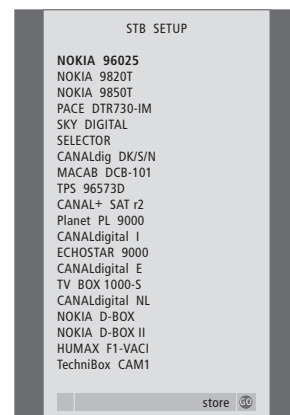 STB SETUP
NOKIA 96025
NOKIA 9820T
NOKIA 9850T
PACE DTR730-IM
SKY DIGITAL
SELECTOR
CANALdig DK/S/N
MACAB DCB-101
TPS 96573D
CANAL+ SAT r2
Planet PL 9000
CANALdigital I
ECHOSTAR 9000
CANALdigital E
TV BOX 1000-S
CANALdigital NL
NOKIA D-BOX
NOKIA D-BOX II
HUMAX F1-VACI
TechniBox CAM1
store GO